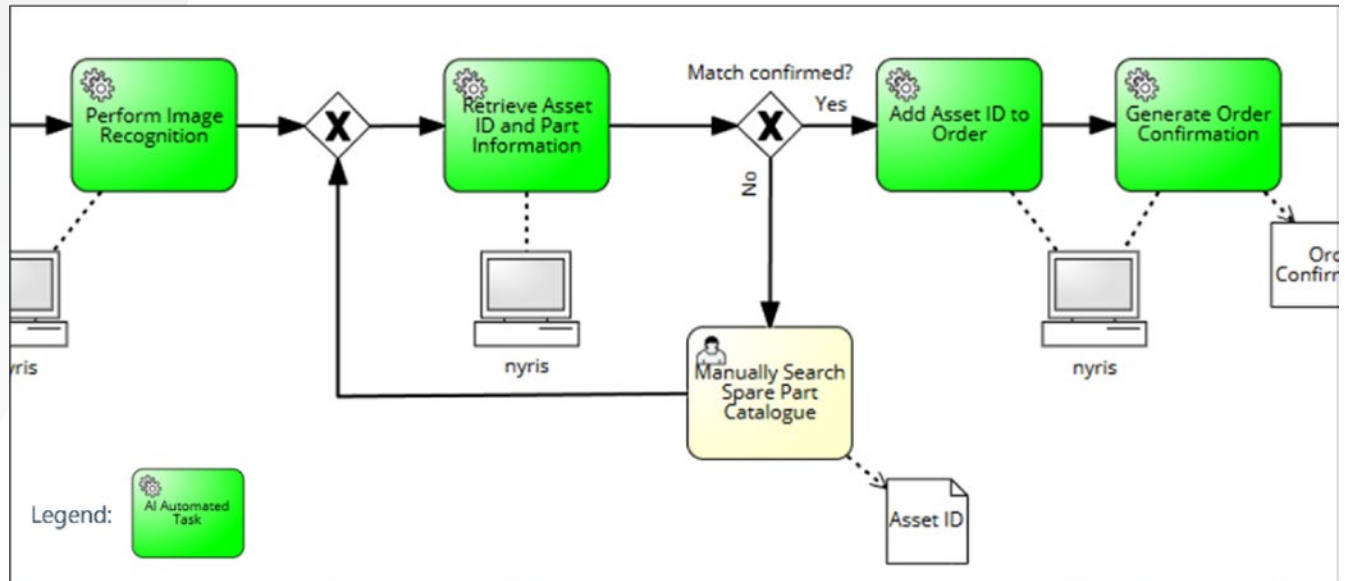 Perform Image
Recognition
Retrieve Asset
ID and Part
Information
Match confirmed?
Yes
No
Add Asset ID to
Order
Generate Order
Confirmation
nyris
nyris
Manually Search
Spare Part
Catalogue
Asset ID
Legend:
AI Automated
Task